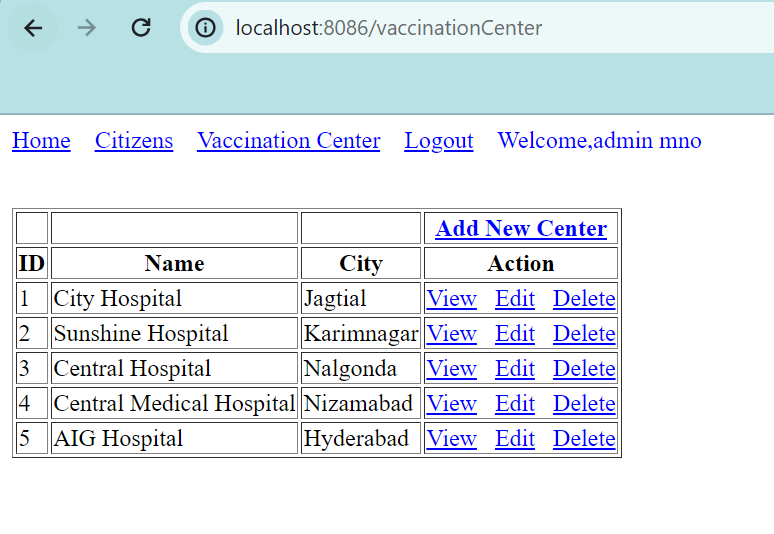 localhost:8086/vaccinationCenter
Home Citizens Vaccination Center Logout Welcome,admin mno
Add New Center
ID Name City Action
1 City Hospital Jagtial View Edit Delete
2 Sunshine Hospital Karimnagar View Edit Delete
3 Central Hospital Nalgonda View Edit Delete
4 Central Medical Hospital Nizamabad View Edit Delete
5 AIG Hospital Hyderabad View Edit Delete